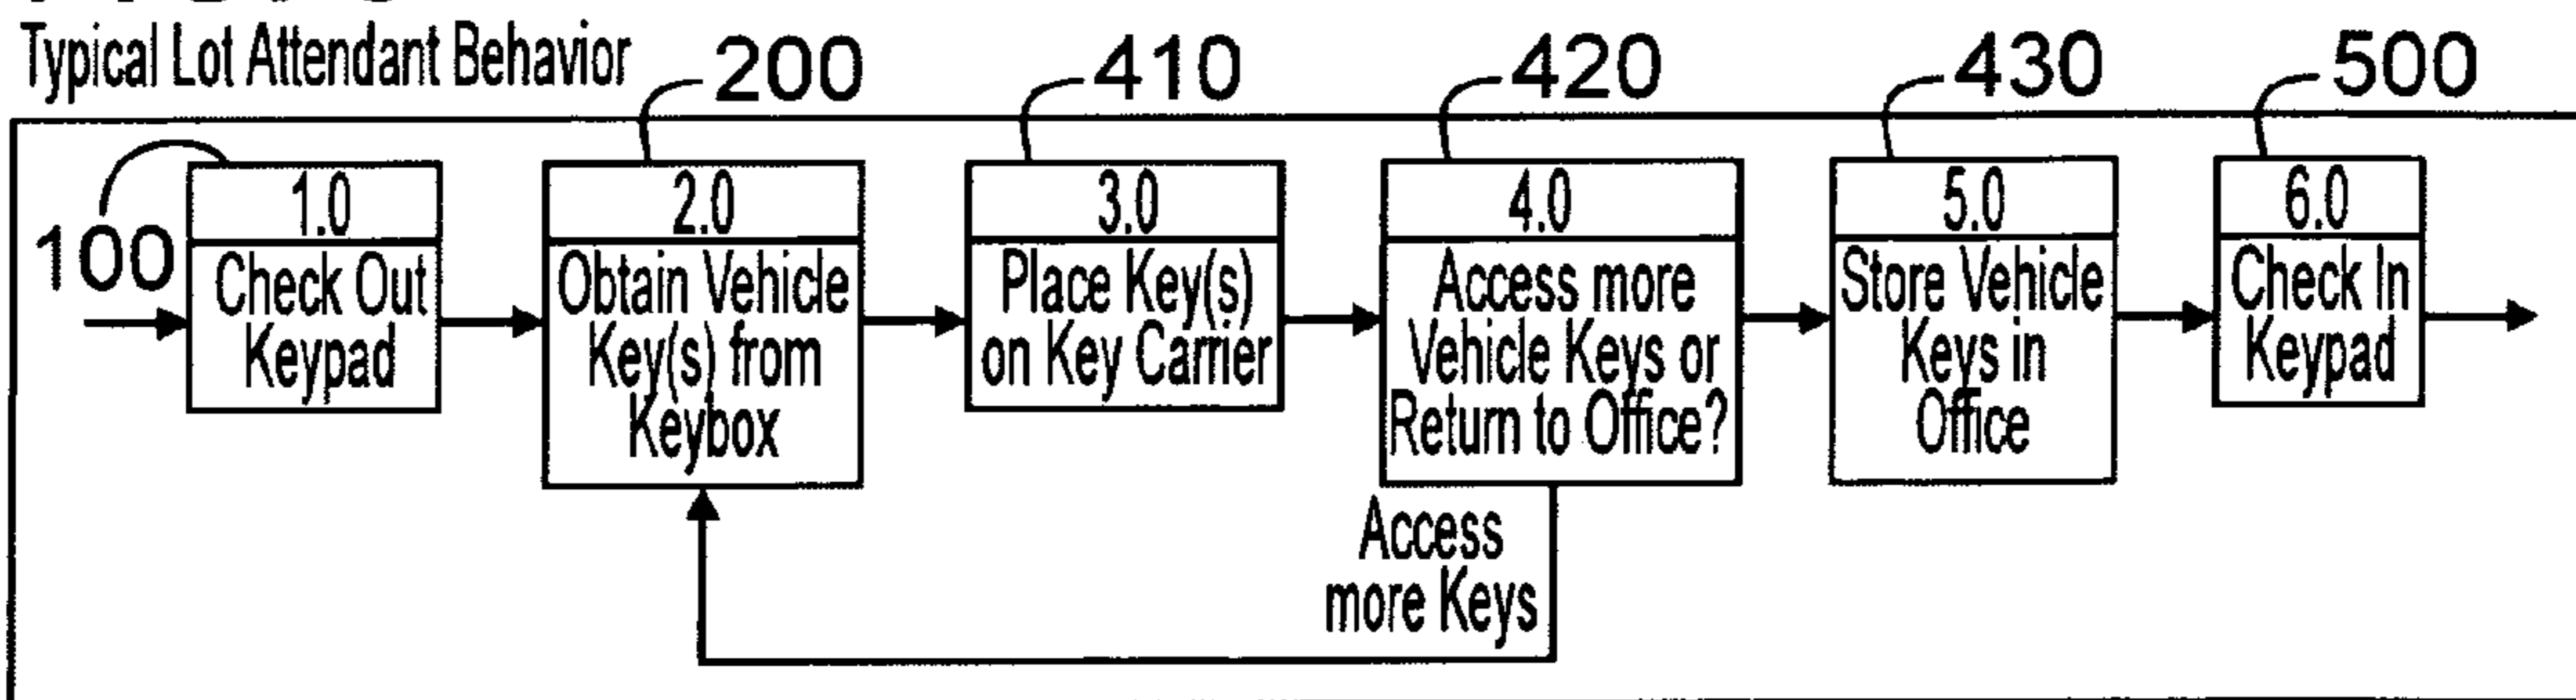 Typical Lot Attendant Behavior
200
410
420
430
500
100
1.0
Check Out
Keypad
2.0
Obtain Vehicle
Key(s) from
Keybox
3.0
Place Key(s)
on Key Carrier
4.0
Access more
Vehicle Keys or
Return to Office?
5.0
Store Vehicle
Keys in
Office
6.0
Check In
Keypad
Access
more Keys